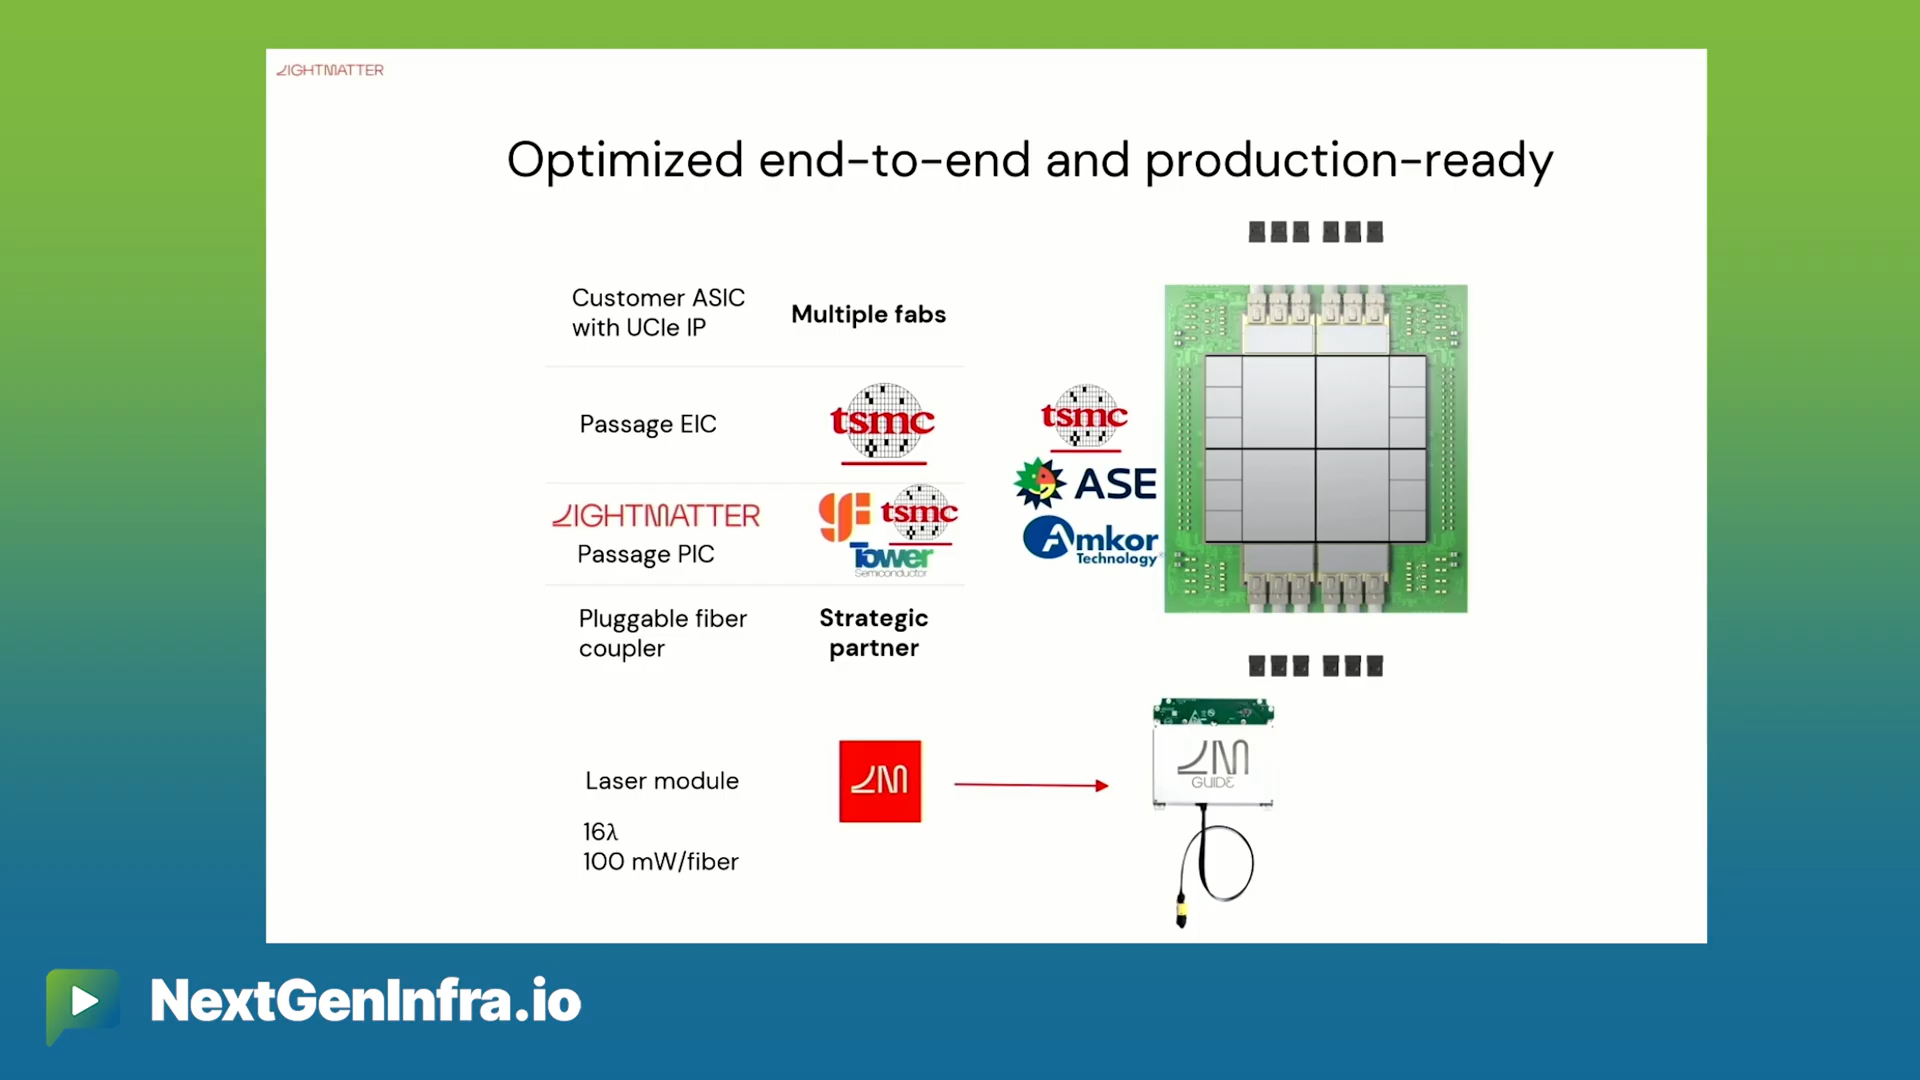 LIGHTMATTER
Optimized end-to-end and production-ready
Customer ASIC
with UCIe IP
Multiple fabs
Passage EIC
tsmc
tsmc
ASE
Amkor
Technology
LIGHTMATTER
Passage PIC
GF
tsmc
Tower
Semiconductor
Pluggable fiber
coupler
Strategic
partner
Laser module
LM
LM
GUIDE
16λ
100 mW/fiber
NextGenInfra.io